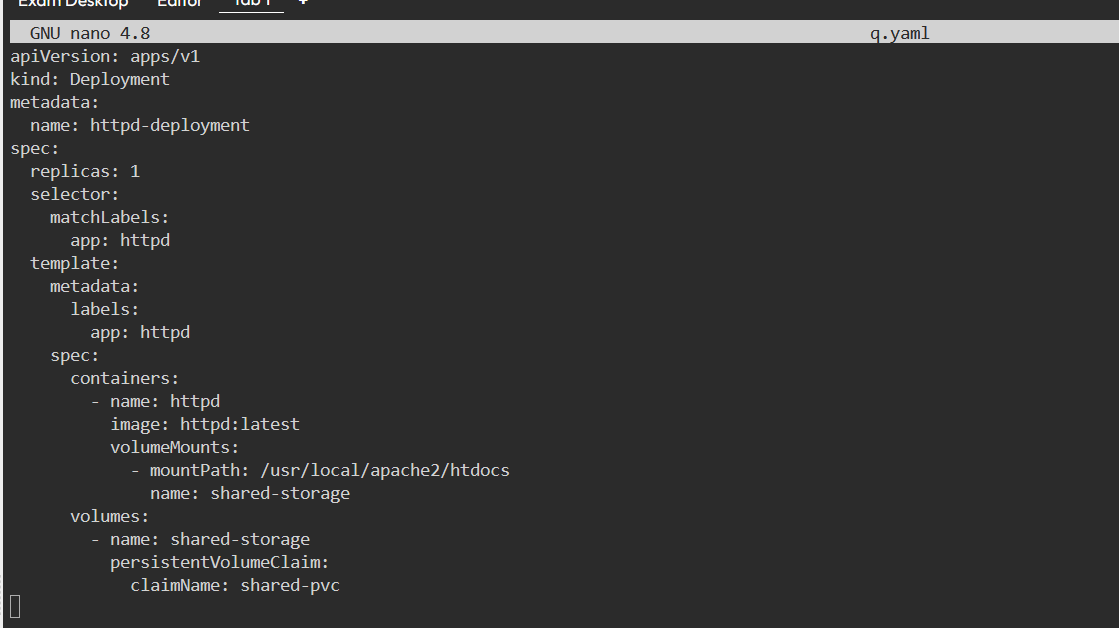 Exam Desktop Editor Tab 1 +
GNU nano 4.8 q.yaml
apiVersion: apps/v1
kind: Deployment
metadata:
  name: httpd-deployment
spec:
  replicas: 1
  selector:
    matchLabels:
      app: httpd
  template:
    metadata:
      labels:
        app: httpd
    spec:
      containers:
        - name: httpd
          image: httpd:latest
          volumeMounts:
            - mountPath: /usr/local/apache2/htdocs
              name: shared-storage
      volumes:
        - name: shared-storage
          persistentVolumeClaim:
            claimName: shared-pvc